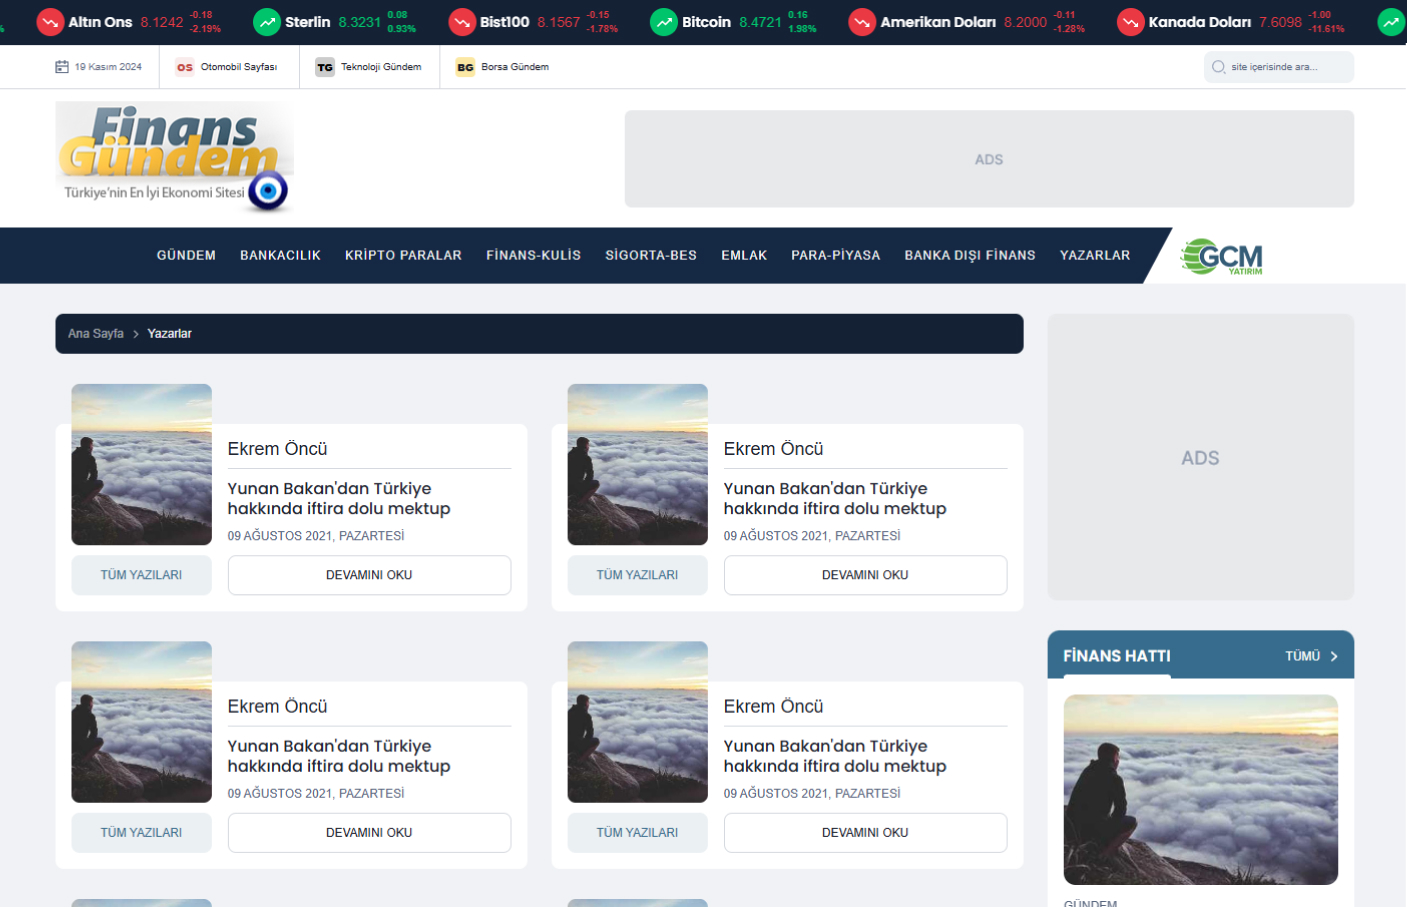 Altın Ons 8.1242 -0.18 -2.19%
Sterlin 8.3231 0.08 0.93%
Bist100 8.1567 -0.15 -1.78%
Bitcoin 8.4721 0.16 1.98%
Amerikan Doları 8.2000 -0.11 -1.28%
Kanada Doları 7.6098 -1.00 -11.61%
19 Kasım 2024
OS Otomobil Sayfası
TG Teknoloji Gündem
BG Borsa Gündem
site içerisinde ara...
Finans
Gündem
Türkiye'nin En İyi Ekonomi Sitesi
ADS
GÜNDEM BANKACILIK KRİPTO PARALAR FİNANS-KULİS SİGORTA-BES EMLAK PARA-PİYASA BANKA DIŞI FİNANS YAZARLAR
GCM
YATIRIM
Ana Sayfa > Yazarlar
Ekrem Öncü
Yunan Bakan'dan Türkiye
hakkında iftira dolu mektup
09 AĞUSTOS 2021, PAZARTESİ
TÜM YAZILARI
DEVAMINI OKU
Ekrem Öncü
Yunan Bakan'dan Türkiye
hakkında iftira dolu mektup
09 AĞUSTOS 2021, PAZARTESİ
TÜM YAZILARI
DEVAMINI OKU
Ekrem Öncü
Yunan Bakan'dan Türkiye
hakkında iftira dolu mektup
09 AĞUSTOS 2021, PAZARTESİ
TÜM YAZILARI
DEVAMINI OKU
Ekrem Öncü
Yunan Bakan'dan Türkiye
hakkında iftira dolu mektup
09 AĞUSTOS 2021, PAZARTESİ
TÜM YAZILARI
DEVAMINI OKU
ADS
FİNANS HATTI
TÜMÜ >
GÜNDEM